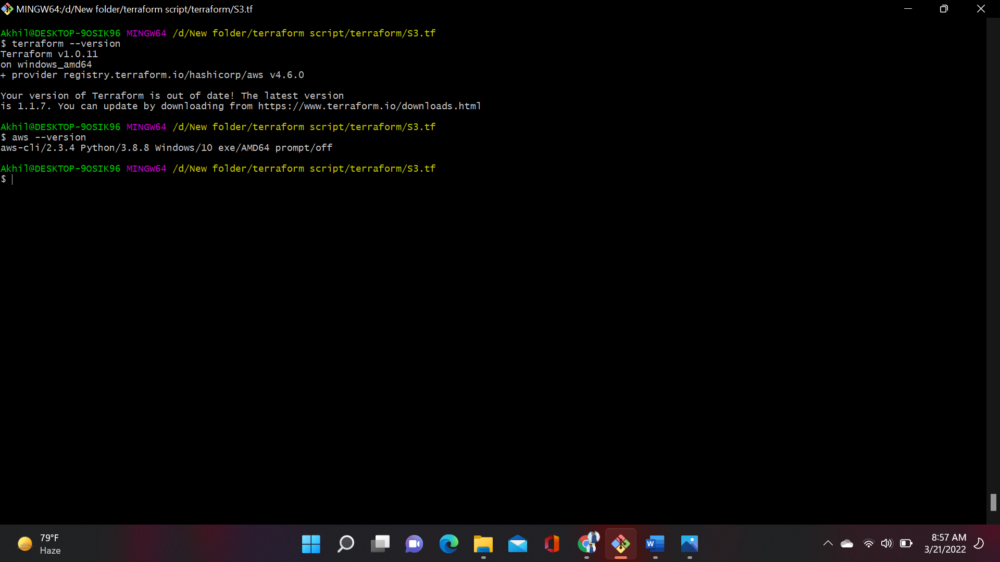 MINGW64:/d/New folder/terraform script/terraform/S3.tf
Akhil@DESKTOP-9OSIK96 MINGW64 /d/New folder/terraform script/terraform/S3.tf
$ terraform --version
Terraform v1.0.11
on windows_amd64
+ provider registry.terraform.io/hashicorp/aws v4.6.0
Your version of Terraform is out of date! The latest version
is 1.1.7. You can update by downloading from https://www.terraform.io/downloads.html
Akhil@DESKTOP-9OSIK96 MINGW64 /d/New folder/terraform script/terraform/S3.tf
$ aws --version
aws-cli/2.3.4 Python/3.8.8 Windows/10 exe/AMD64 prompt/off
Akhil@DESKTOP-9OSIK96 MINGW64 /d/New folder/terraform script/terraform/S3.tf
$
79°F
Haze
W
8:57 AM
3/21/2022